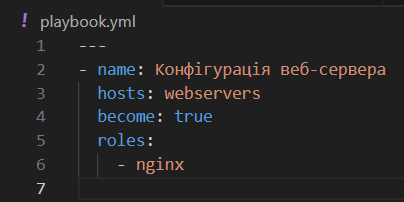 ! playbook.yml
1 ---
2 - name: Конфігурація веб-сервера
3 hosts: webservers
4 become: true
5 roles:
6 - nginx
7